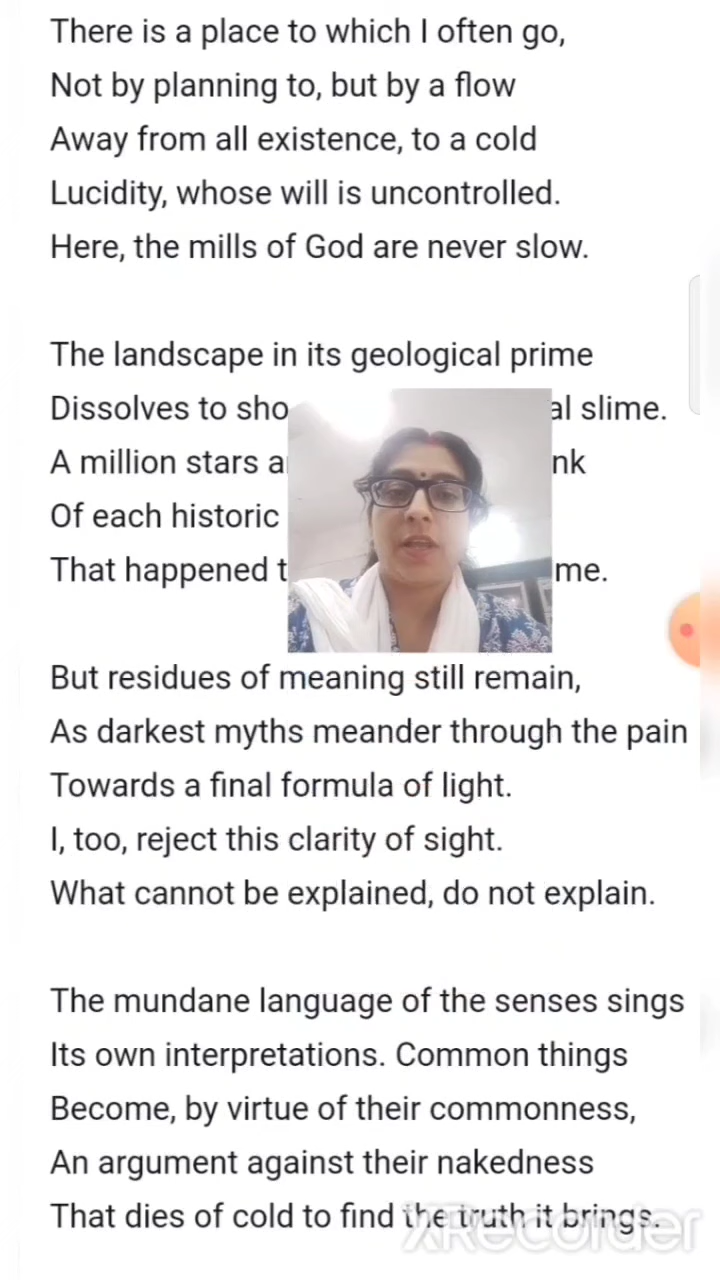 There is a place to which I often go,
Not by planning to, but by a flow
Away from all existence, to a cold
Lucidity, whose will is uncontrolled.
Here, the mills of God are never slow.
The landscape in its geological prime
Dissolves to sho al slime.
A million stars a nk
Of each historic
That happened t me.
But residues of meaning still remain,
As darkest myths meander through the pain
Towards a final formula of light.
I, too, reject this clarity of sight.
What cannot be explained, do not explain.
The mundane language of the senses sings
Its own interpretations. Common things
Become, by virtue of their commonness,
An argument against their nakedness
That dies of cold to find the truth it brings.
XRecorder